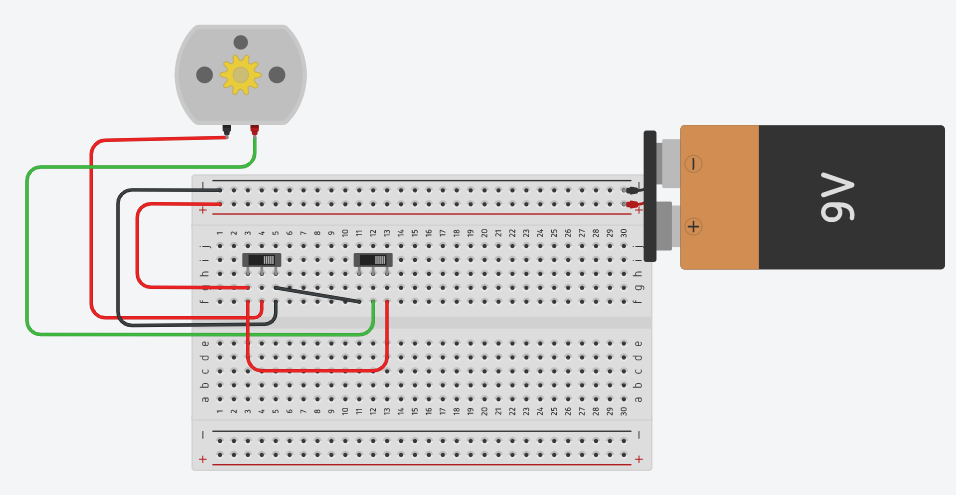 − −
+ +
1 2 3 4 5 6 7 8 9 10 11 12 13 14 15 16 17 18 19 20 21 22 23 24 25 26 27 28 29 30
j j
i i
h h
g g
f f
e e
d d
c c
b b
a a
1 2 3 4 5 6 7 8 9 10 11 12 13 14 15 16 17 18 19 20 21 22 23 24 25 26 27 28 29 30
− −
+ +
−
+
9V